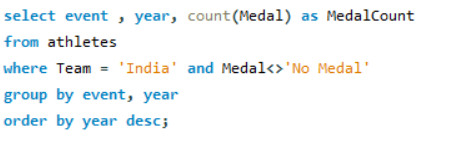 select event , year, count(Medal) as MedalCount
from athletes
where Team = 'India' and Medal<>'No Medal'
group by event, year
order by year desc;